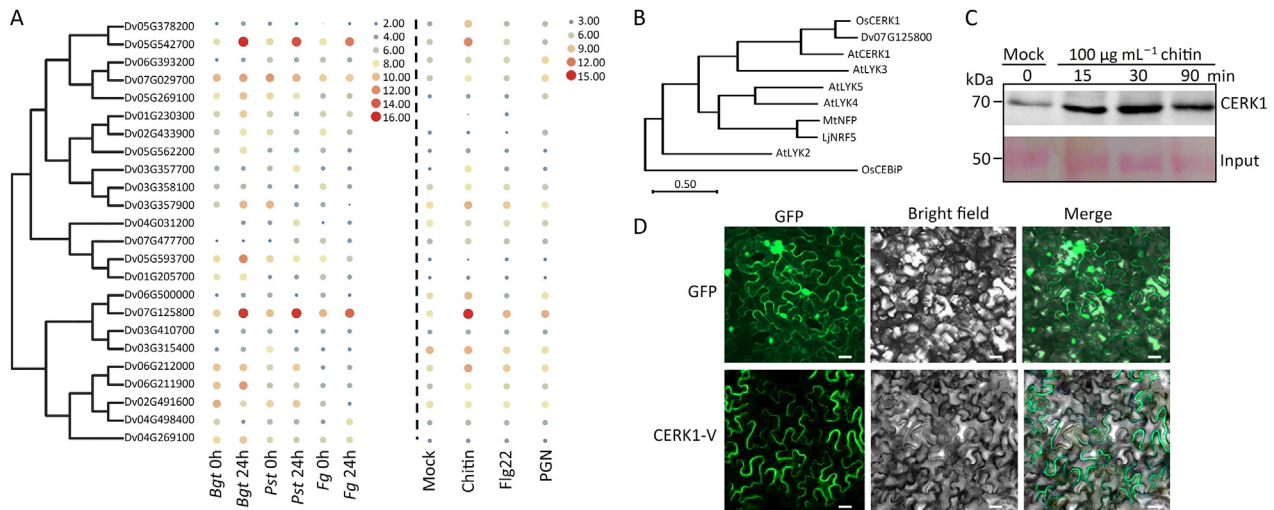 A
Dv05G378200
Dv05G542700
Dv06G393200
Dv07G029700
Dv05G269100
Dv01G230300
Dv02G433900
Dv05G562200
Dv03G357700
Dv03G358100
Dv03G357900
Dv04G031200
Dv07G477700
Dv05G593700
Dv01G205700
Dv06G500000
Dv07G125800
Dv03G410700
Dv03G315400
Dv06G212000
Dv06G211900
Dv02G491600
Dv04G498400
Dv04G269100
Bgt 0h
Bgt 24h
Pst 0h
Pst 24h
Fg 0h
Fg 24h
2.00
4.00
6.00
8.00
10.00
12.00
14.00
16.00
Mock
Chitin
Flg22
PGN
3.00
6.00
9.00
12.00
15.00
B
OsCERK1
Dv07G125800
AtCERK1
AtLYK3
AtLYK5
AtLYK4
MtNFP
LjNRF5
AtLYK2
OsCEBiP
0.50
C
Mock 100 μg mL⁻¹ chitin
kDa 0 15 30 90 min
70 CERK1
50 Input
D
GFP Bright field Merge
GFP
CERK1-V